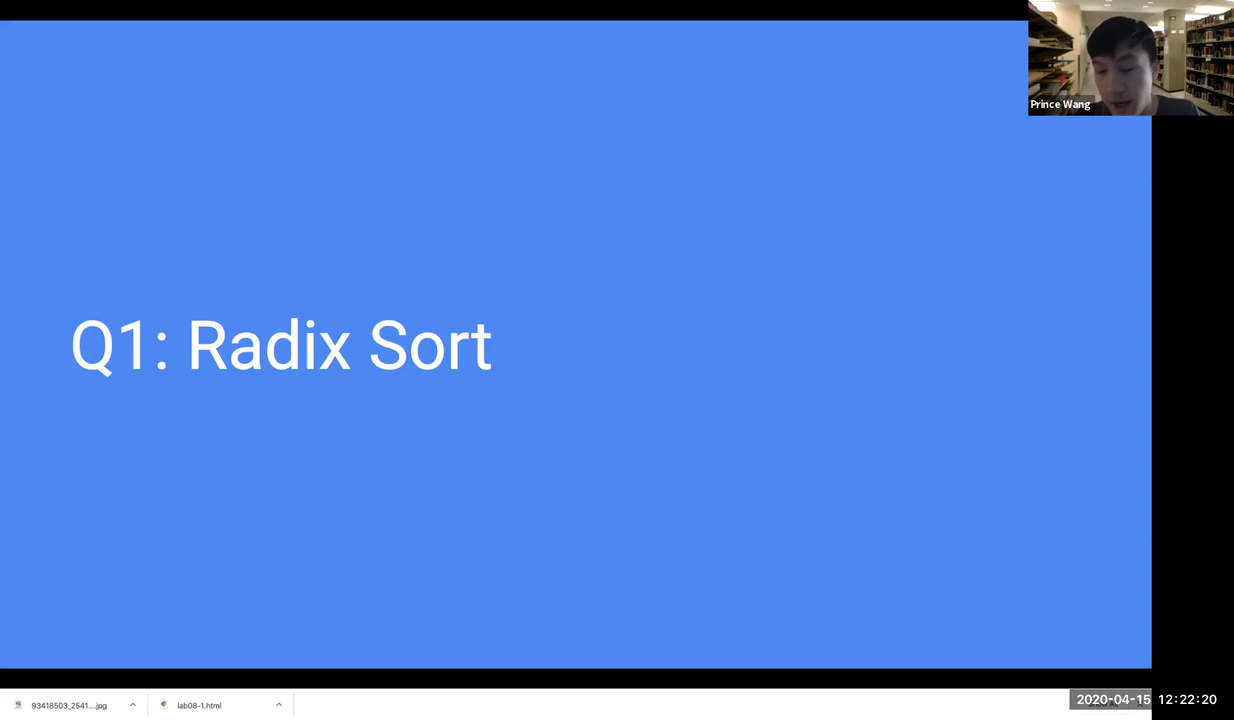 Prince Wang
Q1: Radix Sort
93418503_2541....jpg
lab08-1.html
2020-04-15 12:22:20